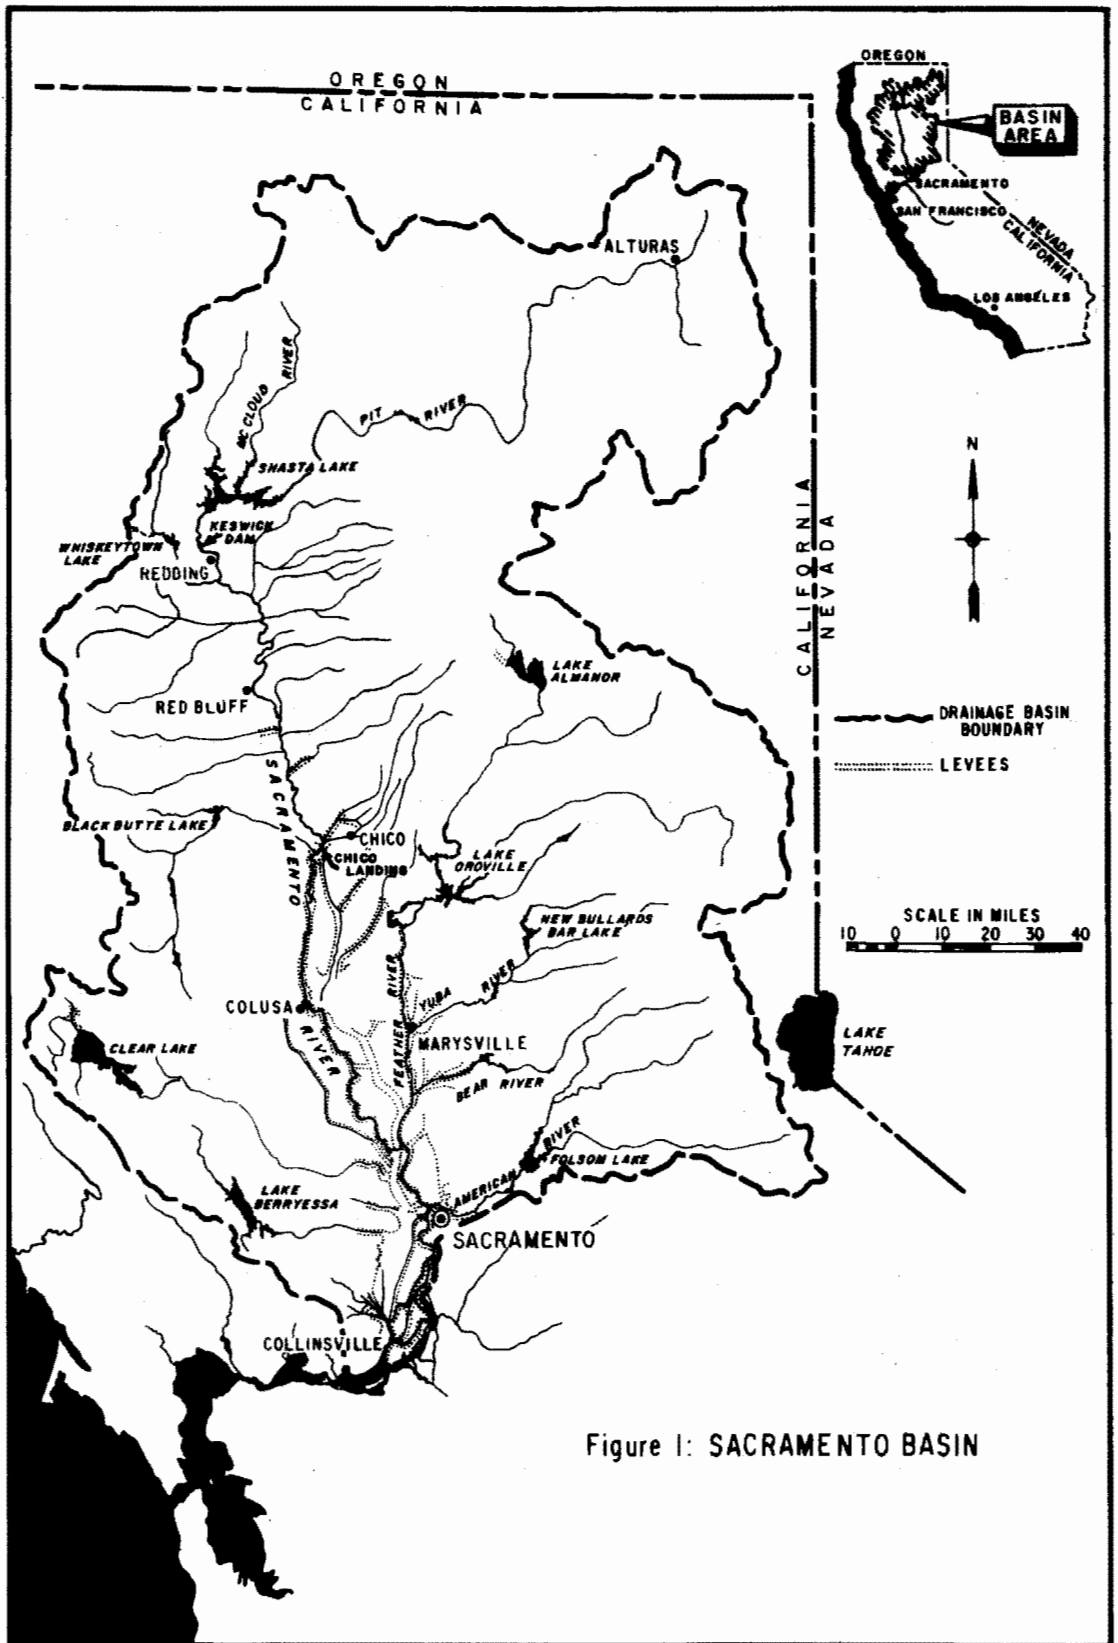 OREGON
CALIFORNIA
OREGON
BASIN
AREA
SACRAMENTO
SAN FRANCISCO
NEVADA
CALIFORNIA
LOS ANGELES
ALTURAS
MC CLOUD
RIVER
PIT RIVER
SHASTA LAKE
KESWICK
DAM
WHISKEYTOWN
LAKE
REDDING
N
CALIFORNIA
NEVADA
LAKE
ALMANOR
RED BLUFF
DRAINAGE BASIN
BOUNDARY
LEVEES
SACRAMENTO
BLACK BUTTE LAKE
CHICO
CHICO
LANDING
LAKE
OROVILLE
NEW BULLARDS
BAR LAKE
SCALE IN MILES
10 0 10 20 30 40
FEATHER RIVER
YUBA RIVER
COLUSA
RIVER
MARYSVILLE
CLEAR LAKE
BEAR RIVER
LAKE
TAHOE
AMERICAN RIVER
FOLSOM LAKE
LAKE
BERRYESSA
SACRAMENTO
COLLINSVILLE
Figure 1: SACRAMENTO BASIN